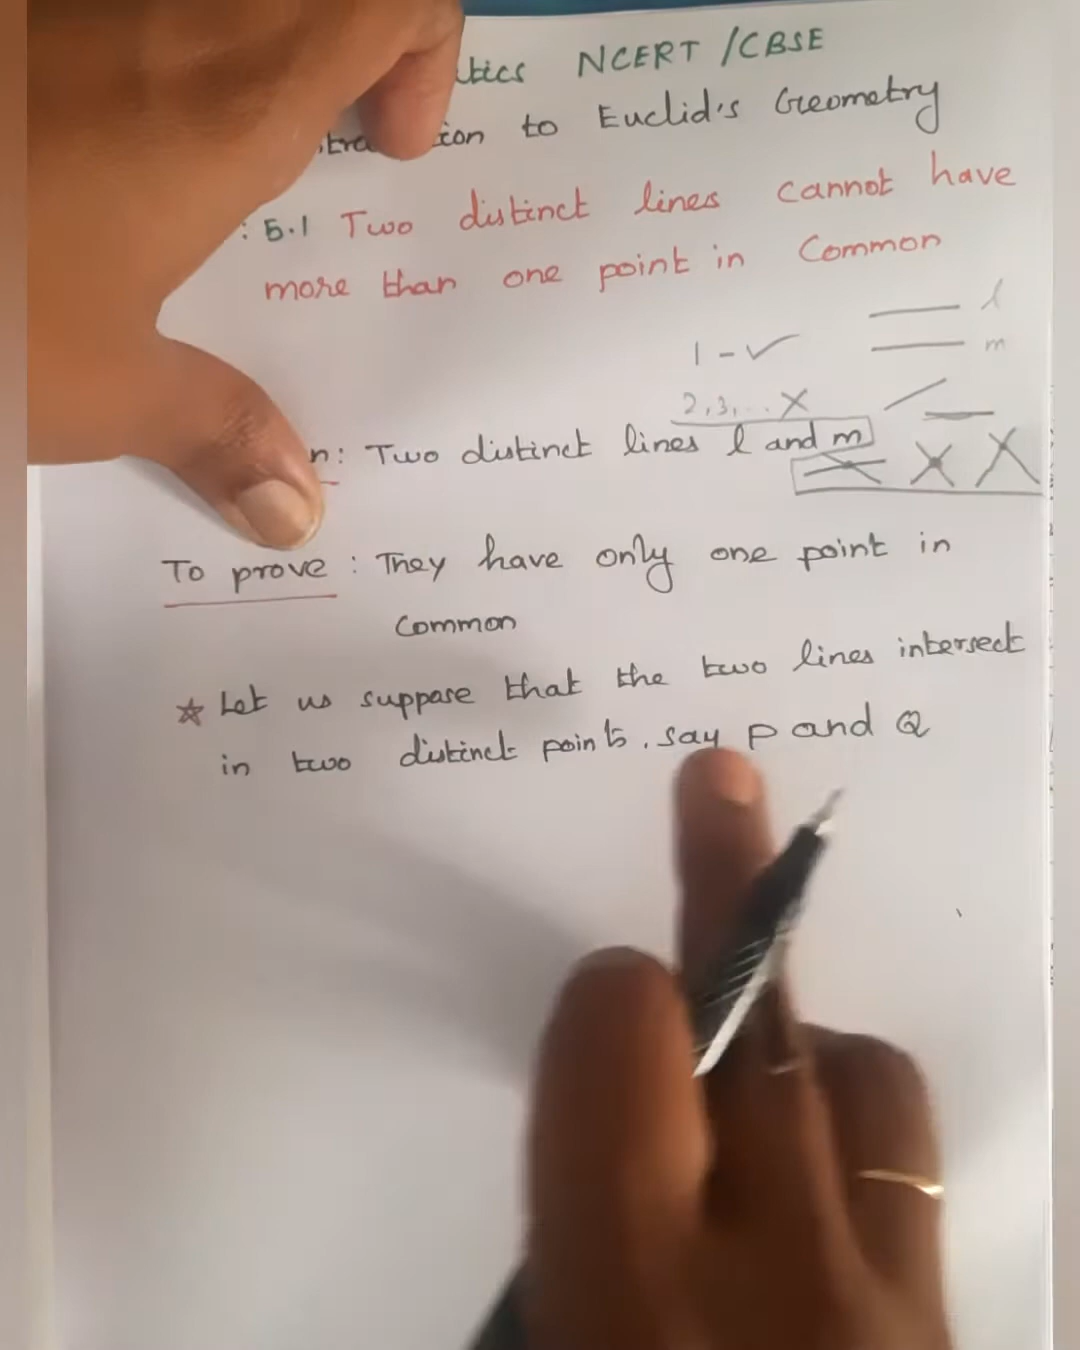 NCERT /CBSE
to Euclid's Geometry
: 5.1 Two distinct lines cannot have
more than one point in Common
l
1 - ✓
m
2,3,.. X
n: Two distinct lines l and m
To prove : They have only one point in
Common
☆ Let us suppose that the two lines intersect
in two distinct points, say P and Q